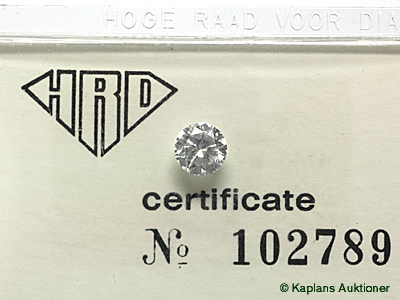 HOGE RAAD VOOR DIA
HRD
certificate
№ 102789
© Kaplans Auktioner